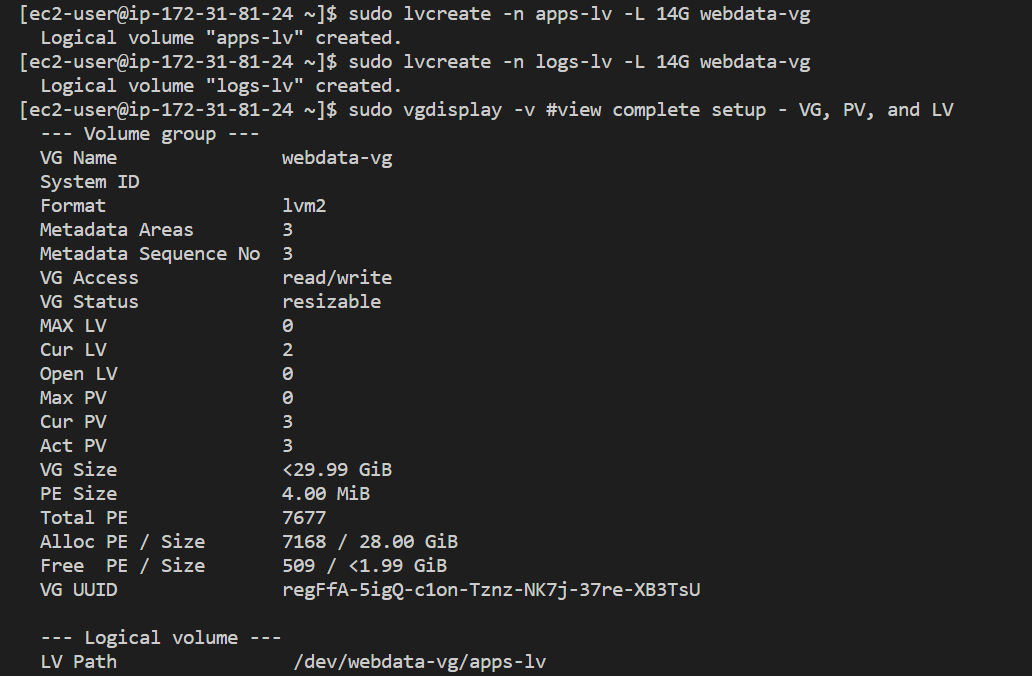 [ec2-user@ip-172-31-81-24 ~]$ sudo lvcreate -n apps-lv -L 14G webdata-vg
  Logical volume "apps-lv" created.
[ec2-user@ip-172-31-81-24 ~]$ sudo lvcreate -n logs-lv -L 14G webdata-vg
  Logical volume "logs-lv" created.
[ec2-user@ip-172-31-81-24 ~]$ sudo vgdisplay -v #view complete setup - VG, PV, and LV
  --- Volume group ---
  VG Name               webdata-vg
  System ID
  Format                lvm2
  Metadata Areas        3
  Metadata Sequence No  3
  VG Access             read/write
  VG Status             resizable
  MAX LV                0
  Cur LV                2
  Open LV               0
  Max PV                0
  Cur PV                3
  Act PV                3
  VG Size               <29.99 GiB
  PE Size               4.00 MiB
  Total PE              7677
  Alloc PE / Size       7168 / 28.00 GiB
  Free  PE / Size       509 / <1.99 GiB
  VG UUID               regFfA-5igQ-c1on-Tznz-NK7j-37re-XB3TsU
  --- Logical volume ---
  LV Path                /dev/webdata-vg/apps-lv